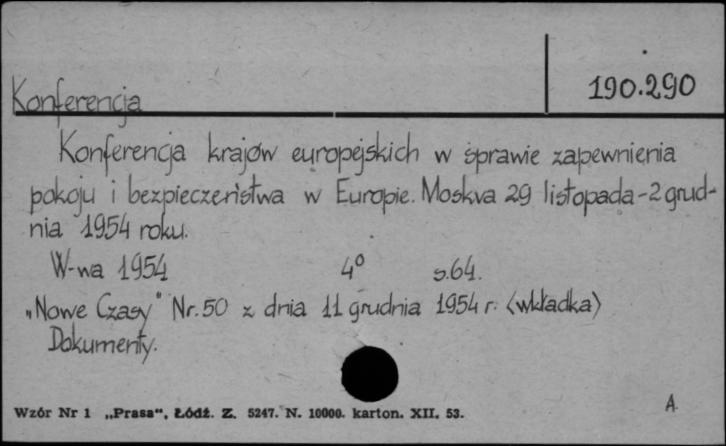 Konferencja
190.290
Konferencja krajów europejskich w sprawie zapewnienia
pokoju i bezpieczeństwa w Europie. Moskva 29 listopada-2 grud-
nia 1954 roku.
W-wa 1954 4° s.64.
„Nowe Czasy" Nr. 50 z dnia 11 grudnia 1954 r. (wkładka)
Dokumenty.
Wzór Nr 1 „Prasa“, Łódź. Z. 5247. N. 10000. karton. XII. 53.
A.